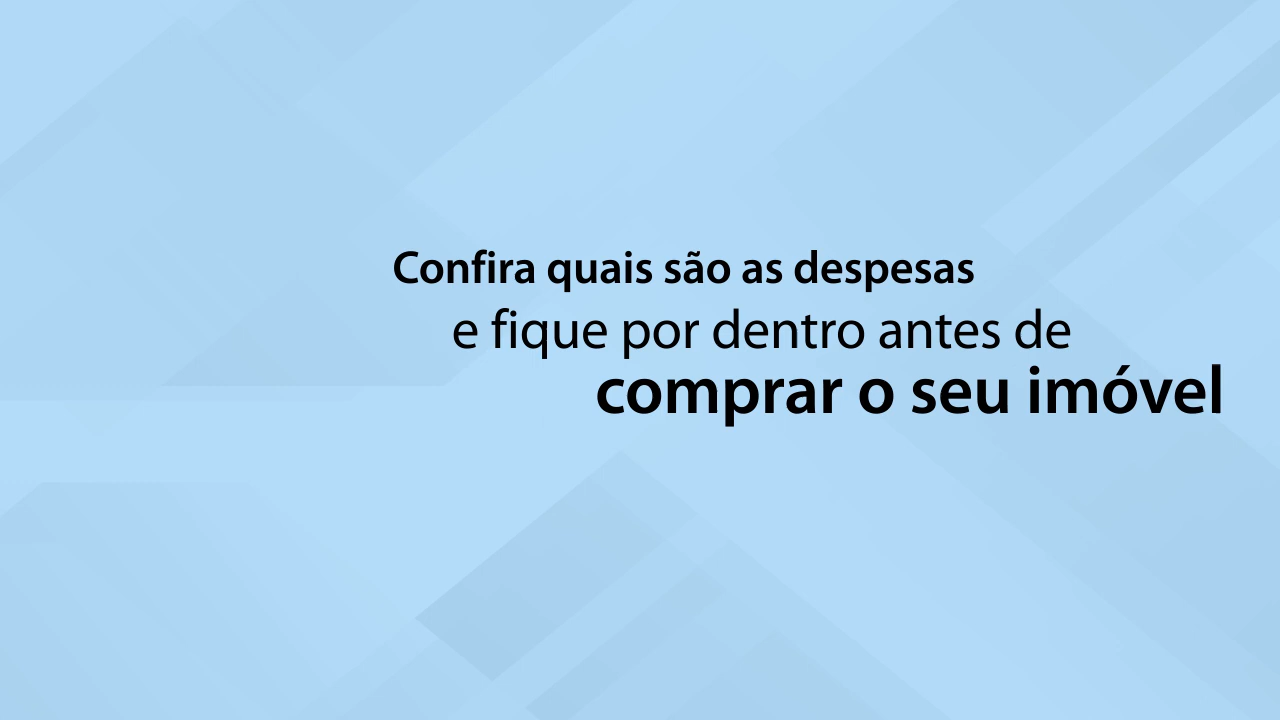 Confira quais são as despesas
e fique por dentro antes de
comprar o seu imóvel